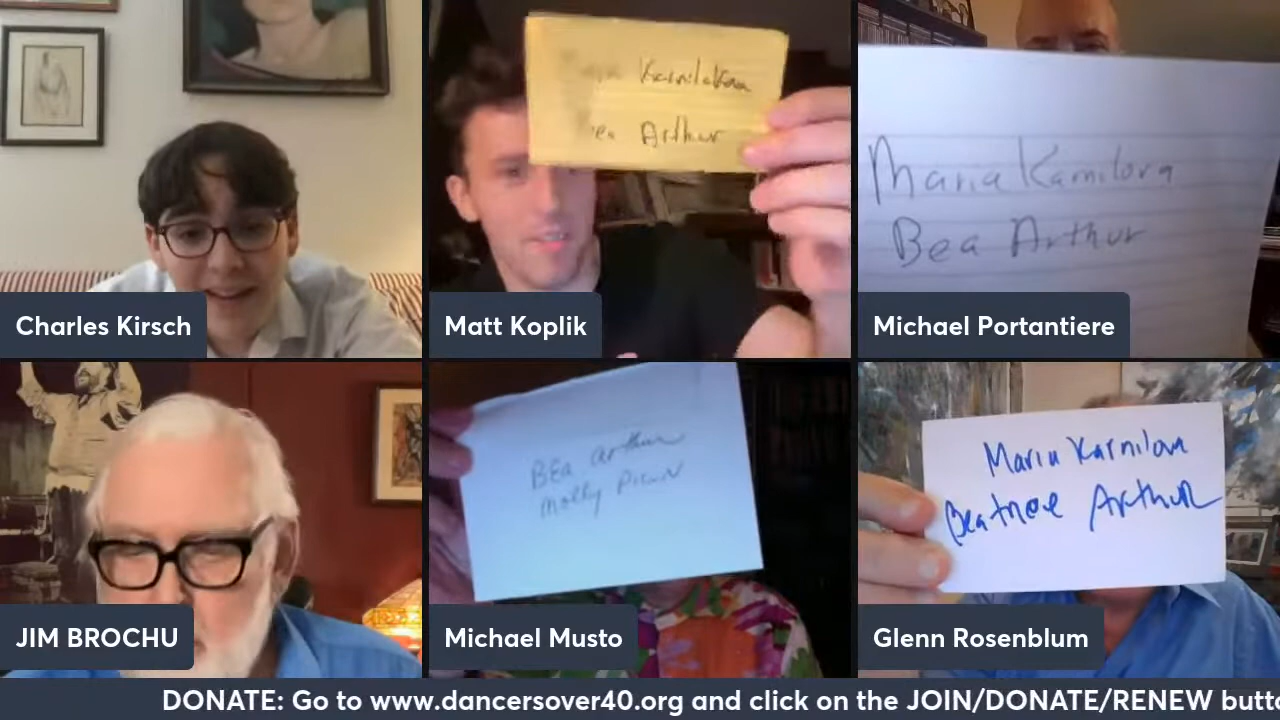 Karnilova
Arthur
Maria Karnilova
Bea Arthur
Charles Kirsch
Matt Koplik
Michael Portantiere
BEa arthur
molly Picon
Maria Karnilova
Beatrice Arthur
JIM BROCHU
Michael Musto
Glenn Rosenblum
DONATE: Go to www.dancersover40.org and click on the JOIN/DONATE/RENEW butt